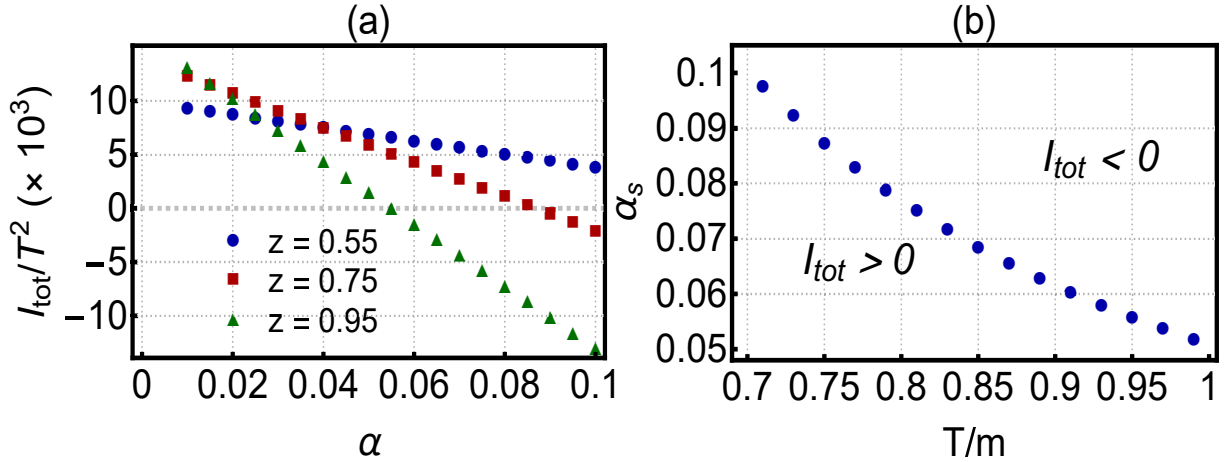 (a)
I_tot/T^2 (× 10^3)
10
5
0
−5
−10
z = 0.55
z = 0.75
z = 0.95
0 0.02 0.04 0.06 0.08 0.1
α
(b)
α_s
0.1
0.09
0.08
0.07
0.06
0.05
I_tot < 0
I_tot > 0
0.7 0.75 0.8 0.85 0.9 0.95 1
T/m